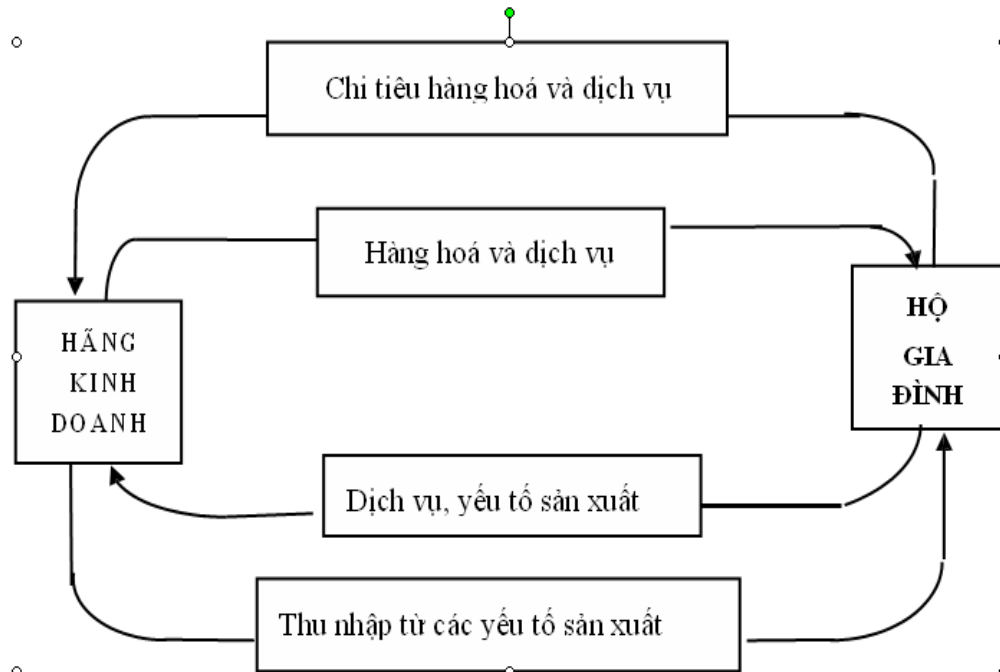 Chi tiêu hàng hoá và dịch vụ
Hàng hoá và dịch vụ
HÃNG
KINH
DOANH
HỘ
GIA
ĐÌNH
Dịch vụ, yếu tố sản xuất
Thu nhập từ các yếu tố sản xuất